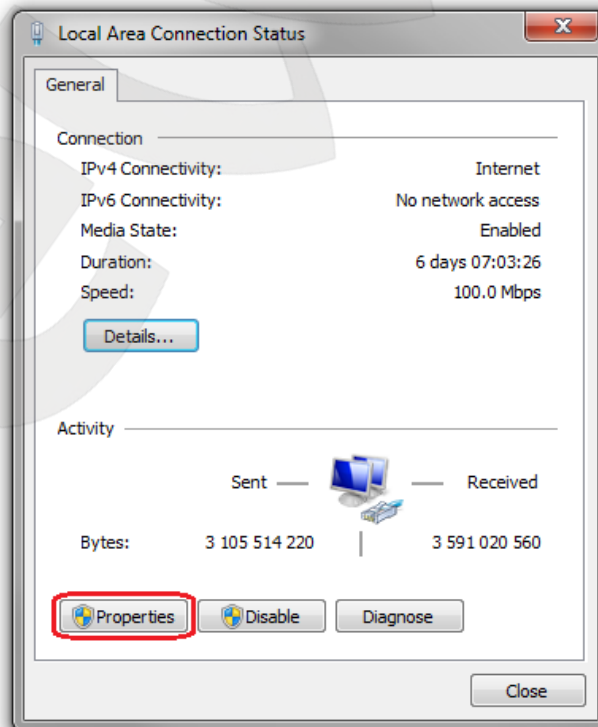 Local Area Connection Status
General
Connection
IPv4 Connectivity: Internet
IPv6 Connectivity: No network access
Media State: Enabled
Duration: 6 days 07:03:26
Speed: 100.0 Mbps
Details...
Activity
Sent Received
Bytes: 3 105 514 220 3 591 020 560
Properties Disable Diagnose
Close